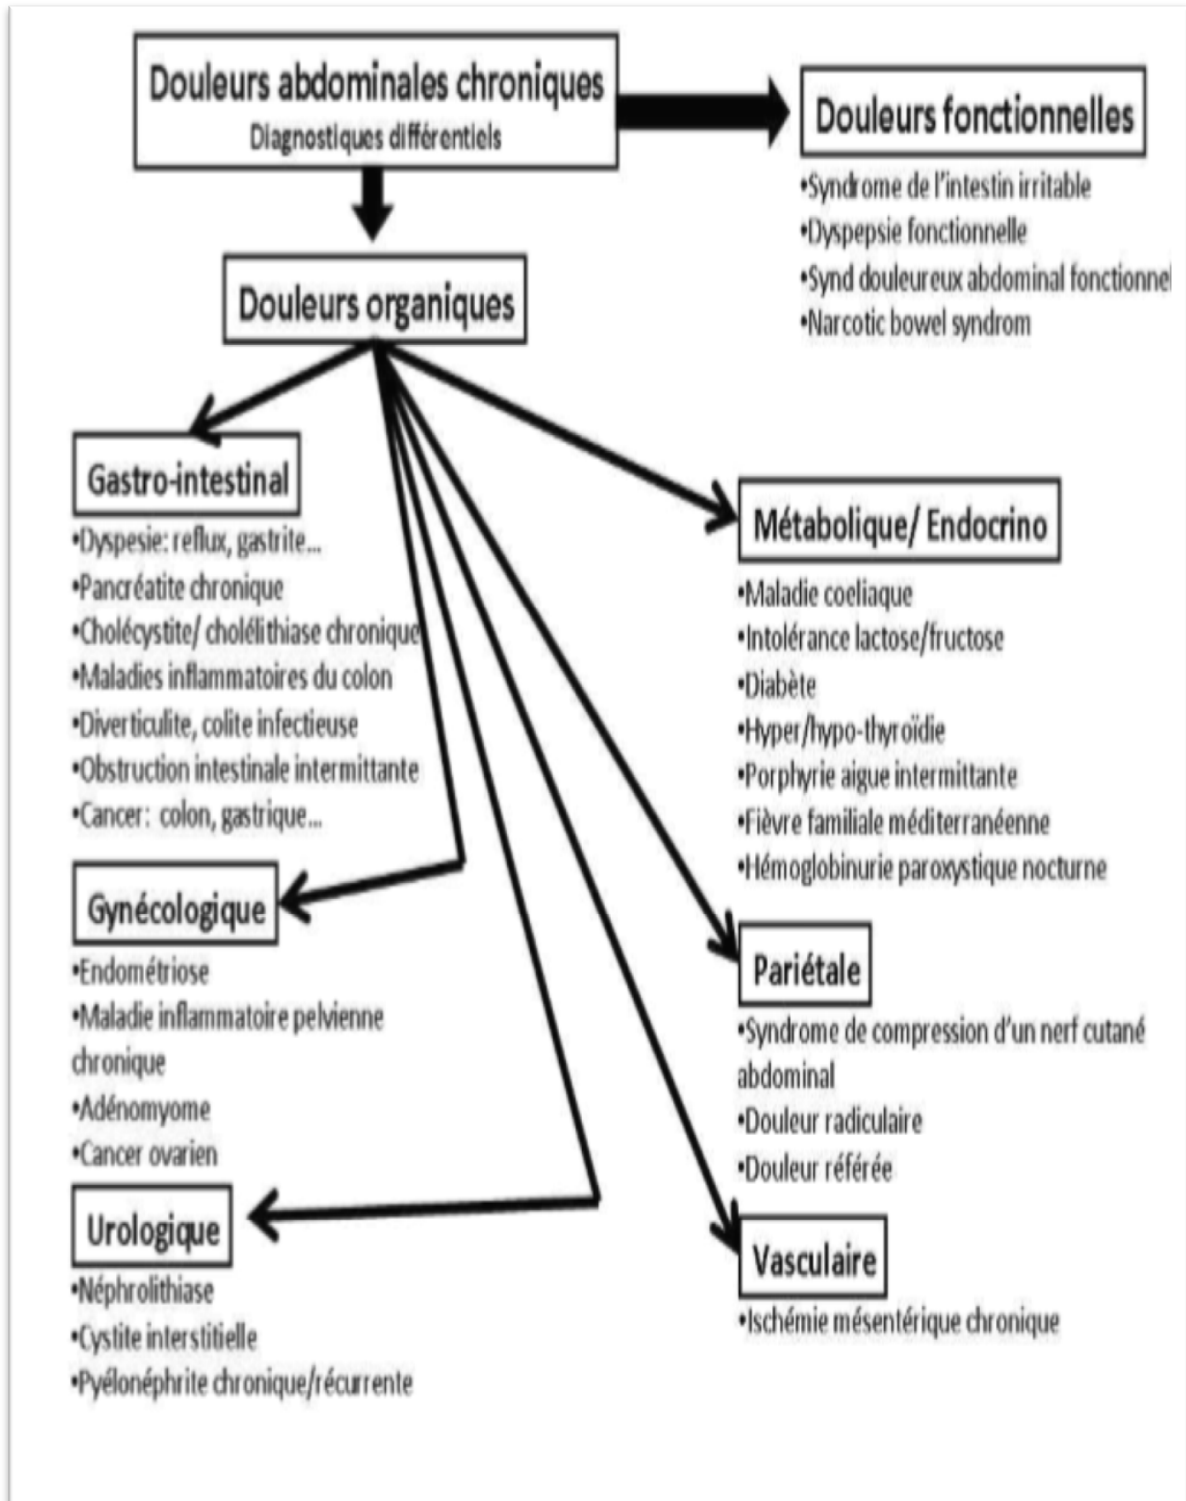 Douleurs abdominales chroniques
Diagnostiques différentiels
Douleurs fonctionnelles
•Syndrome de l'intestin irritable
•Dyspepsie fonctionnelle
•Synd douleureux abdominal fonctionnel
•Narcotic bowel syndrom
Douleurs organiques
Gastro-intestinal
•Dyspesie: reflux, gastrite...
•Pancréatite chronique
•Cholécystite/ cholélithiase chronique
•Maladies inflammatoires du colon
•Diverticulite, colite infectieuse
•Obstruction intestinale intermittante
•Cancer: colon, gastrique...
Gynécologique
•Endométriose
•Maladie inflammatoire pelvienne
chronique
•Adénomyome
•Cancer ovarien
Urologique
•Néphrolithiase
•Cystite interstitielle
•Pyélonéphrite chronique/récurrente
Métabolique/ Endocrino
•Maladie coeliaque
•Intolérance lactose/fructose
•Diabète
•Hyper/hypo-thyroïdie
•Porphyrie aigue intermittante
•Fièvre familiale méditerranéenne
•Hémoglobinurie paroxystique nocturne
Pariétale
•Syndrome de compression d'un nerf cutané
abdominal
•Douleur radiculaire
•Douleur référée
Vasculaire
•Ischémie mésentérique chronique